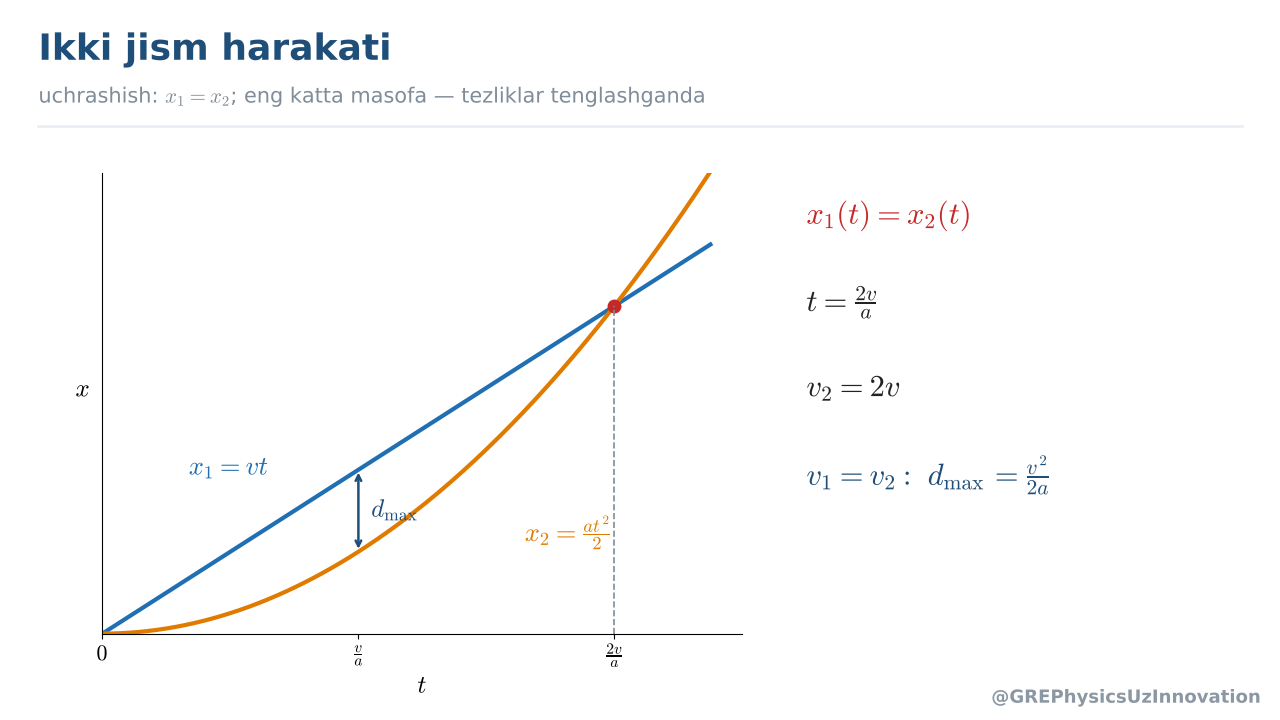 Ikki jism harakati
uchrashish: x₁ = x₂; eng katta masofa — tezliklar tenglashganda
x₁(t) = x₂(t)
t = 2v/a
v₂ = 2v
v₁ = v₂ : d_max = v²/2a
x
x₁ = vt
d_max
x₂ = at²/2
0
v/a
2v/a
t
@GREPhysicsUzInnovation